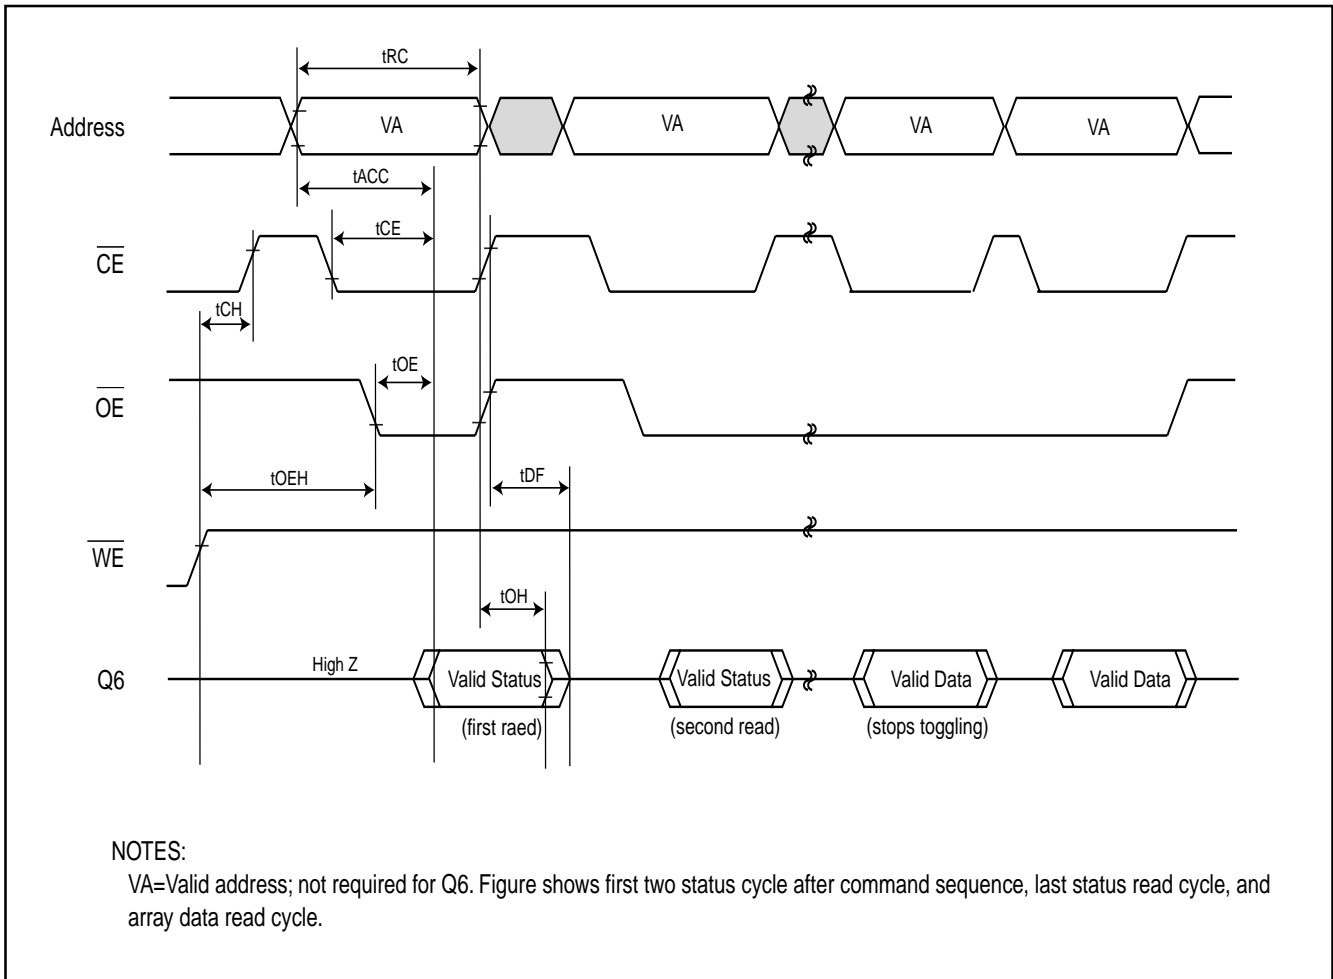 tRC
Address
VA
VA
VA
VA
tACC
tCE
CE
tCH
tOE
OE
tOEH
tDF
WE
tOH
Q6
High Z
Valid Status
Valid Status
Valid Data
Valid Data
(first raed)
(second read)
(stops toggling)
NOTES:
VA=Valid address; not required for Q6. Figure shows first two status cycle after command sequence, last status read cycle, and
array data read cycle.